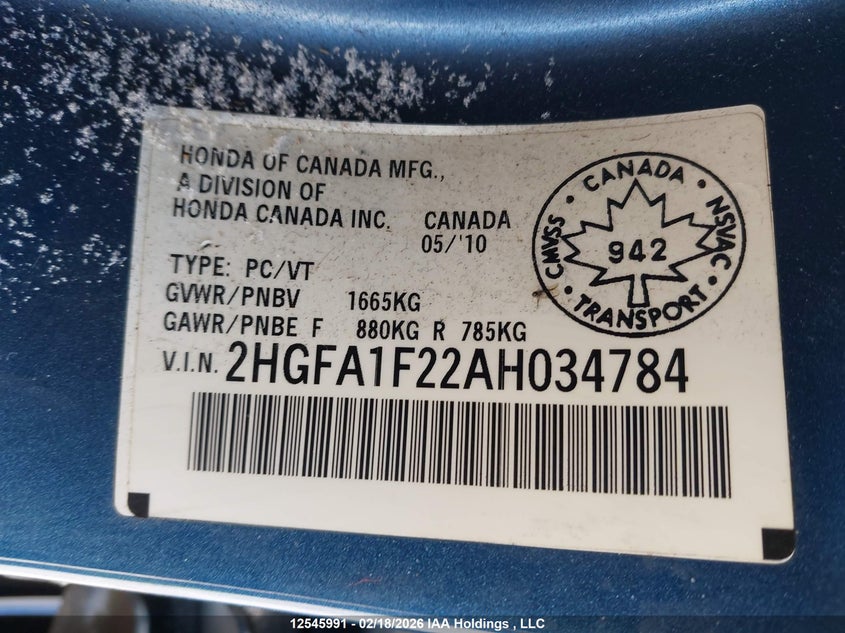 HONDA OF CANADA MFG.,
A DIVISION OF
HONDA CANADA INC. CANADA
05/'10
TYPE: PC/VT
GVWR/PNBV 1665KG
GAWR/PNBE F 880KG R 785KG
V.I.N. 2HGFA1F22AH034784
• CANADA •
CMVSS
942
NSVAC
• TRANSPORT •
12545991 - 02/18/2026 IAA Holdings , LLC